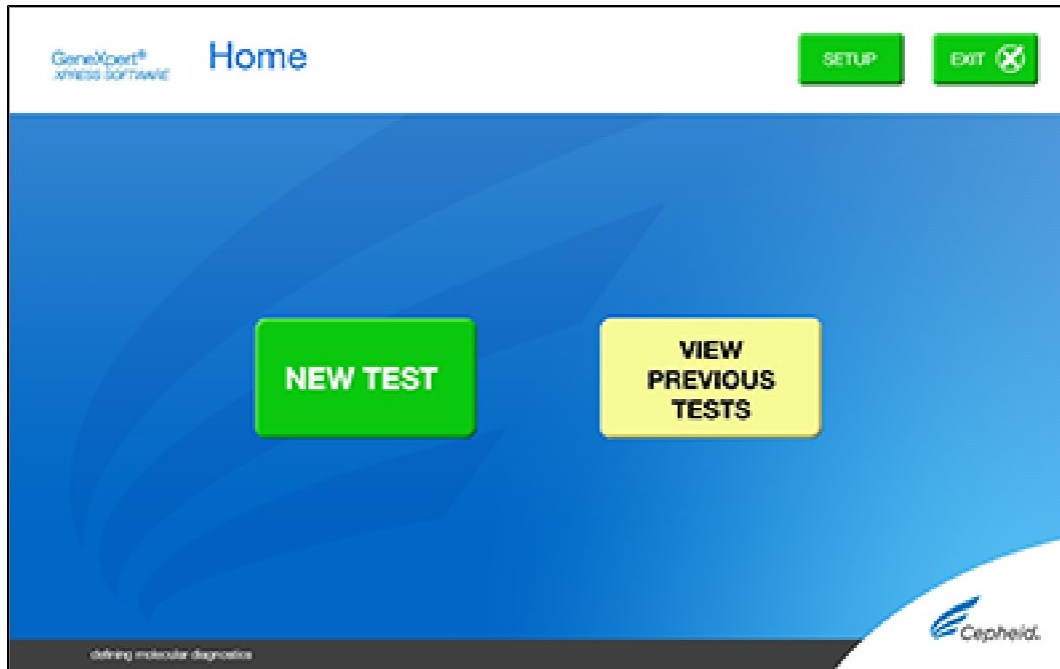 GeneXpert®
XPRESS SOFTWARE
Home
SETUP
EXIT
NEW TEST
VIEW
PREVIOUS
TESTS
Cepheid.
defining molecular diagnostics